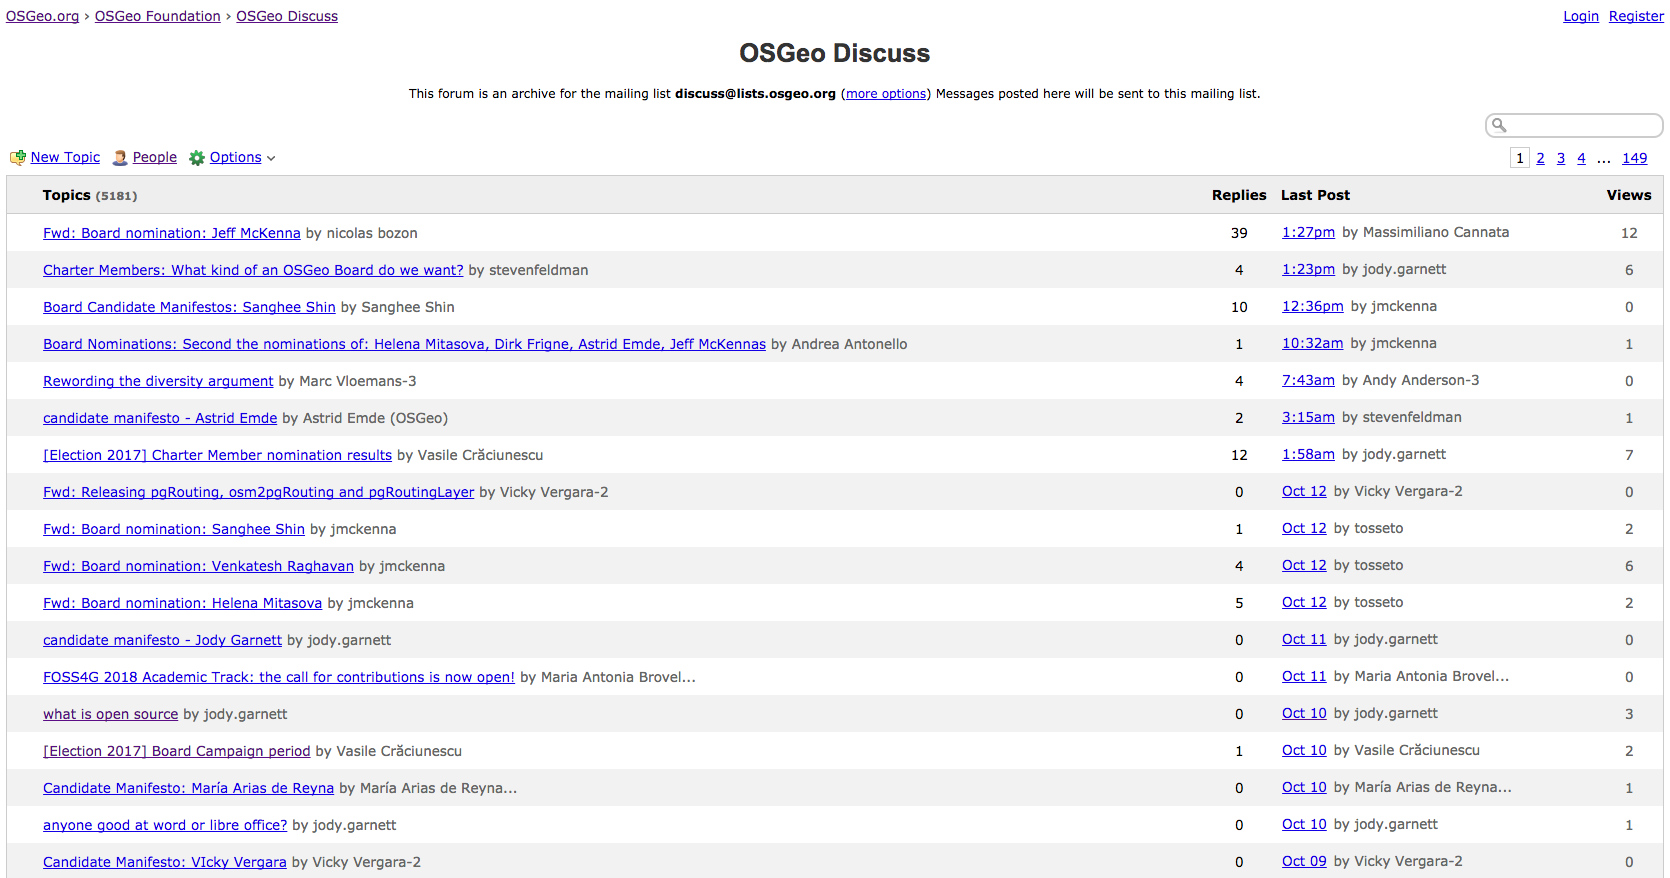 OSGeo.org › OSGeo Foundation › OSGeo Discuss Login Register
OSGeo Discuss
This forum is an archive for the mailing list discuss@lists.osgeo.org (more options) Messages posted here will be sent to this mailing list.
New Topic People Options 1 2 3 4 ... 149
Topics (5181) Replies Last Post Views
Fwd: Board nomination: Jeff McKenna by nicolas bozon 39 1:27pm by Massimiliano Cannata 12
Charter Members: What kind of an OSGeo Board do we want? by stevenfeldman 4 1:23pm by jody.garnett 6
Board Candidate Manifestos: Sanghee Shin by Sanghee Shin 10 12:36pm by jmckenna 0
Board Nominations: Second the nominations of: Helena Mitasova, Dirk Frigne, Astrid Emde, Jeff McKennas by Andrea Antonello 1 10:32am by jmckenna 1
Rewording the diversity argument by Marc Vloemans-3 4 7:43am by Andy Anderson-3 0
candidate manifesto - Astrid Emde by Astrid Emde (OSGeo) 2 3:15am by stevenfeldman 1
[Election 2017] Charter Member nomination results by Vasile Crăciunescu 12 1:58am by jody.garnett 7
Fwd: Releasing pgRouting, osm2pgRouting and pgRoutingLayer by Vicky Vergara-2 0 Oct 12 by Vicky Vergara-2 0
Fwd: Board nomination: Sanghee Shin by jmckenna 1 Oct 12 by tosseto 2
Fwd: Board nomination: Venkatesh Raghavan by jmckenna 4 Oct 12 by tosseto 6
Fwd: Board nomination: Helena Mitasova by jmckenna 5 Oct 12 by tosseto 2
candidate manifesto - Jody Garnett by jody.garnett 0 Oct 11 by jody.garnett 0
FOSS4G 2018 Academic Track: the call for contributions is now open! by Maria Antonia Brovel... 0 Oct 11 by Maria Antonia Brovel... 0
what is open source by jody.garnett 0 Oct 10 by jody.garnett 3
[Election 2017] Board Campaign period by Vasile Crăciunescu 1 Oct 10 by Vasile Crăciunescu 2
Candidate Manifesto: María Arias de Reyna by María Arias de Reyna... 0 Oct 10 by María Arias de Reyna... 1
anyone good at word or libre office? by jody.garnett 0 Oct 10 by jody.garnett 1
Candidate Manifesto: VIcky Vergara by Vicky Vergara-2 0 Oct 09 by Vicky Vergara-2 0